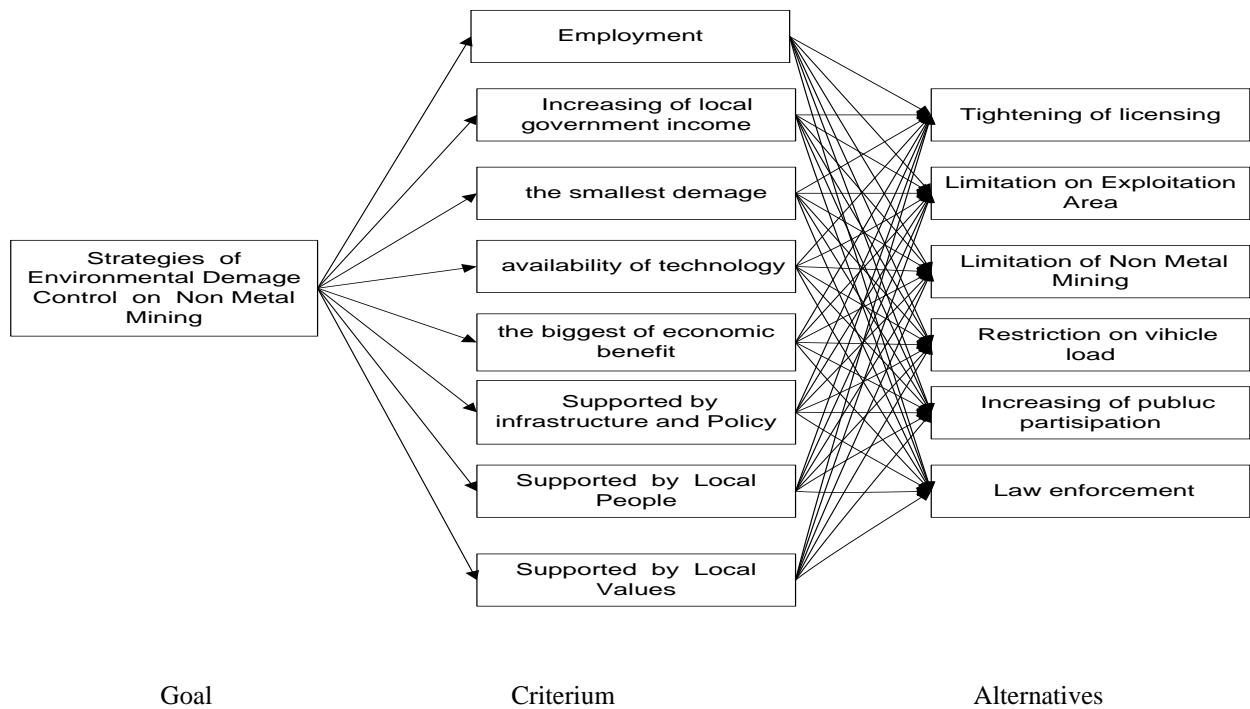 Strategies of
Environmental Demage
Control on Non Metal
Mining
Employment
Increasing of local
government income
the smallest demage
availability of technology
the biggest of economic
benefit
Supported by
infrastructure and Policy
Supported by Local
People
Supported by Local
Values
Tightening of licensing
Limitation on Exploitation
Area
Limitation of Non Metal
Mining
Restriction on vihicle
load
Increasing of publuc
partisipation
Law enforcement
Goal
Criterium
Alternatives